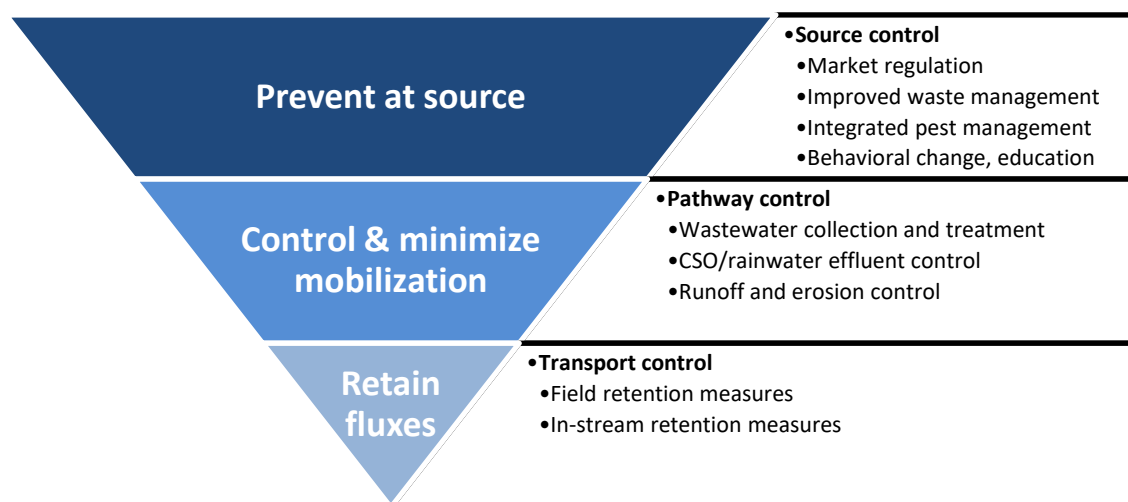 Prevent at source
•Source control
•Market regulation
•Improved waste management
•Integrated pest management
•Behavioral change, education
Control & minimize
mobilization
•Pathway control
•Wastewater collection and treatment
•CSO/rainwater effluent control
•Runoff and erosion control
Retain
fluxes
•Transport control
•Field retention measures
•In-stream retention measures